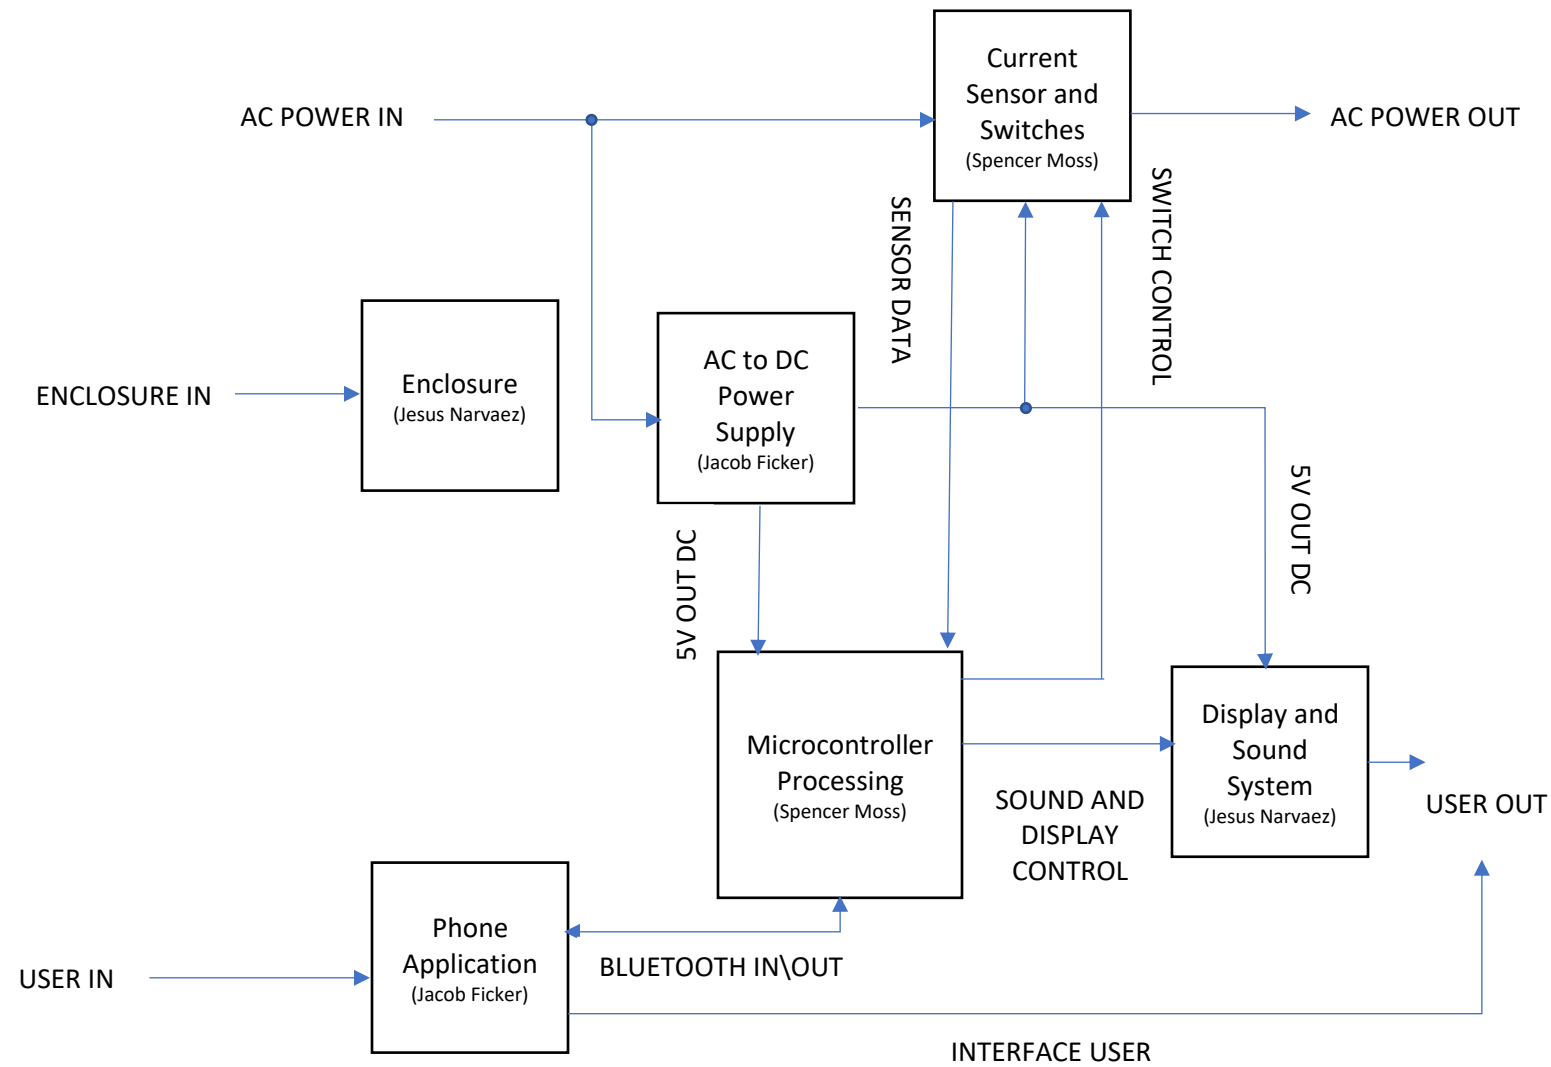 Current
Sensor and
Switches
(Spencer Moss)
AC POWER IN
AC POWER OUT
SENSOR DATA
SWITCH CONTROL
Enclosure
(Jesus Narvaez)
ENCLOSURE IN
AC to DC
Power
Supply
(Jacob Ficker)
5V OUT DC
5V OUT DC
Microcontroller
Processing
(Spencer Moss)
Display and
Sound
System
(Jesus Narvaez)
SOUND AND
DISPLAY
CONTROL
USER OUT
Phone
Application
(Jacob Ficker)
USER IN
BLUETOOTH IN\OUT
INTERFACE USER